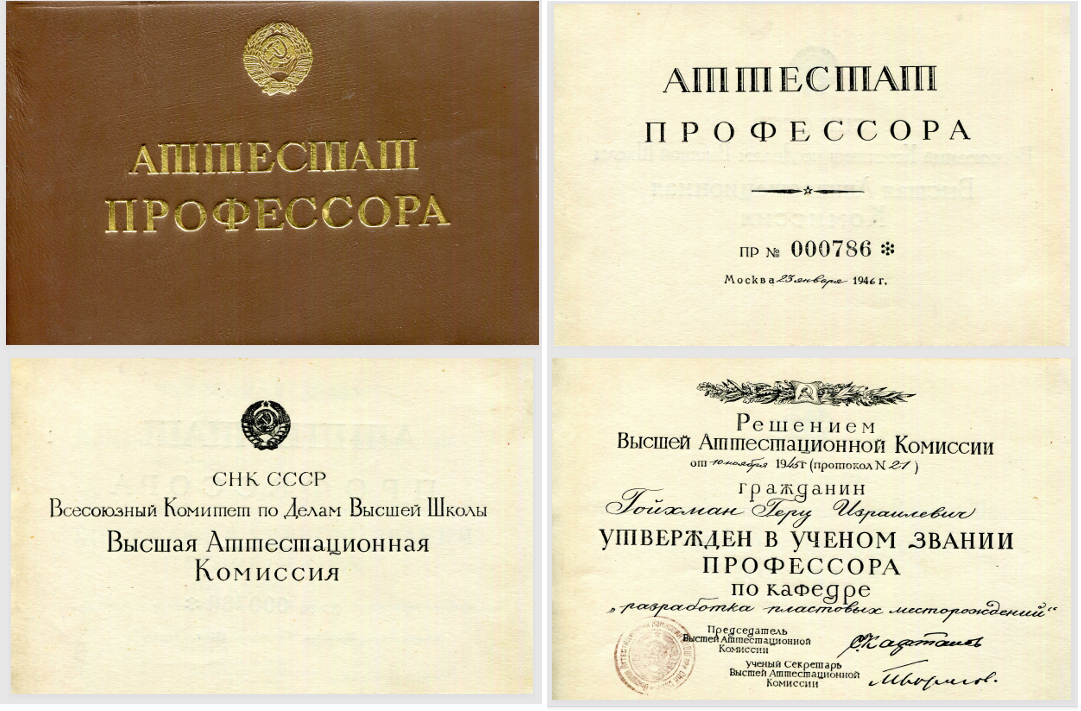 АТТЕСТАТ
ПРОФЕССОРА
АТТЕСТАТ
ПРОФЕССОРА
ПР № 000786
Москва 23 января 1946 г.
СНК СССР
Всесоюзный Комитет по Делам Высшей Школы
Высшая Аттестационная
Комиссия
Решением
Высшей Аттестационной Комиссии
от 10 ноября 1945 г (протокол N 21)
гражданин
Гойхман Герц Израилевич
УТВЕРЖДЕН В УЧЕНОМ ЗВАНИИ
ПРОФЕССОРА
по кафедре
„разработка пластовых месторождений“
Председатель
Высшей Аттестационной
Комиссии
Ученый Секретарь
Высшей Аттестационной
Комиссии